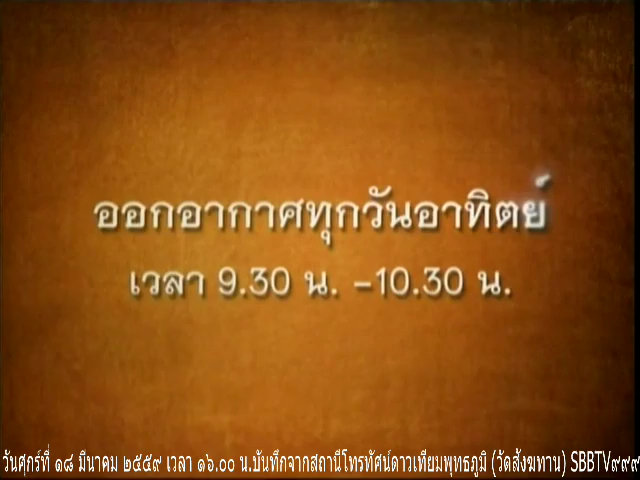 ออกอากาศทุกวันอาทิตย์
เวลา 9.30 น. -10.30 น.
วันศุกร์ที่ ๑๘ มีนาคม ๒๕๕๙ เวลา ๑๖.๐๐ น.บันทึกจากสถานีโทรทัศน์ดาวเทียมพุทธภูมิ (วัดสังฆทาน) SBBTV๙๙๙